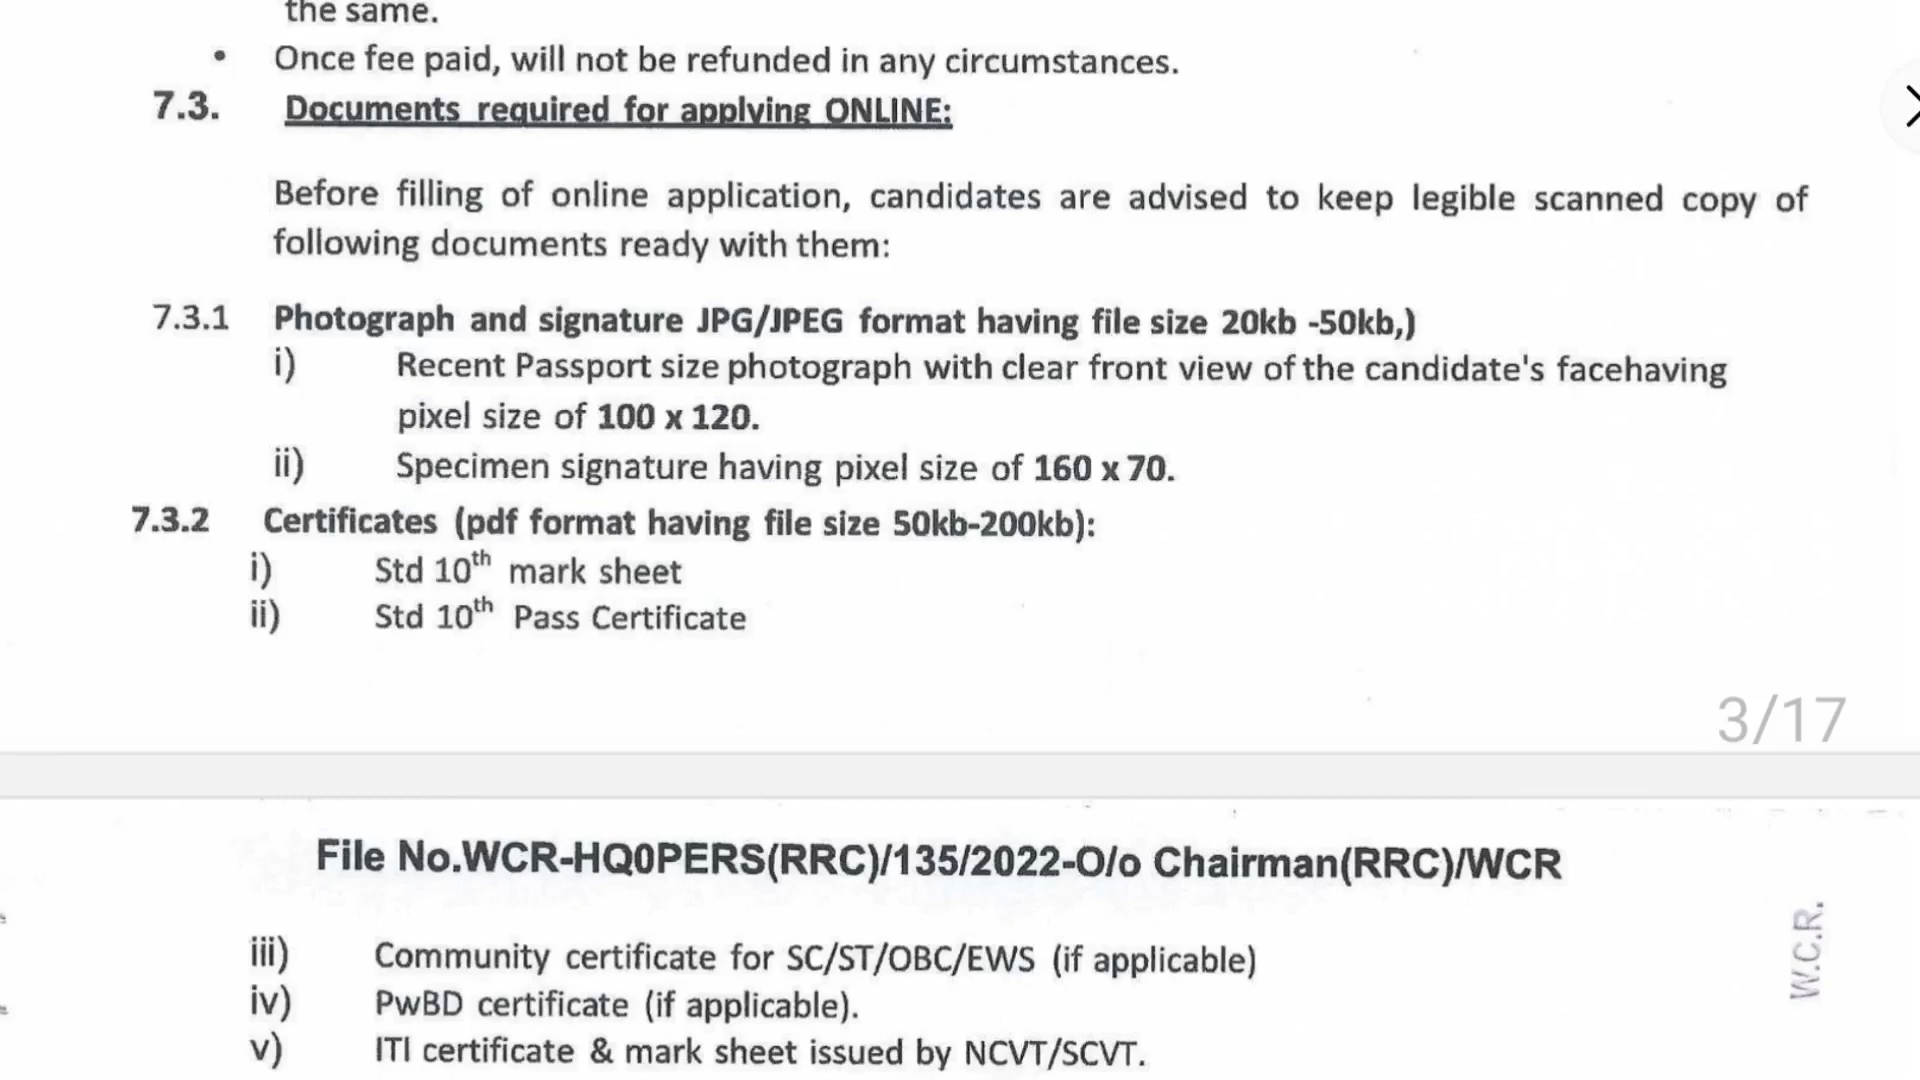 the same.
• Once fee paid, will not be refunded in any circumstances.
7.3. Documents required for applying ONLINE:
Before filling of online application, candidates are advised to keep legible scanned copy of
following documents ready with them:
7.3.1 Photograph and signature JPG/JPEG format having file size 20kb -50kb,)
i) Recent Passport size photograph with clear front view of the candidate's facehaving
pixel size of 100 x 120.
ii) Specimen signature having pixel size of 160 x 70.
7.3.2 Certificates (pdf format having file size 50kb-200kb):
i) Std 10th mark sheet
ii) Std 10th Pass Certificate
3/17
File No.WCR-HQ0PERS(RRC)/135/2022-O/o Chairman(RRC)/WCR
iii) Community certificate for SC/ST/OBC/EWS (if applicable)
iv) PwBD certificate (if applicable).
v) ITI certificate & mark sheet issued by NCVT/SCVT.
W.C.R.